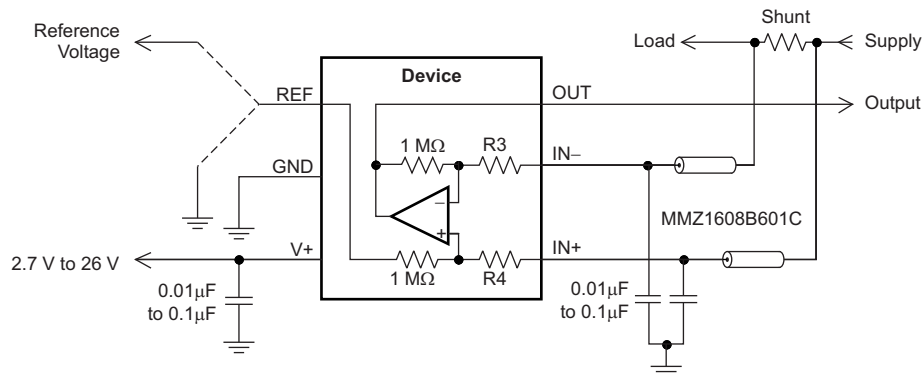 Reference
Voltage
Load
Shunt
Supply
Device
REF
OUT
Output
1 MΩ
R3
IN–
GND
–
+
MMZ1608B601C
V+
IN+
2.7 V to 26 V
1 MΩ
R4
0.01µF
to 0.1µF
0.01µF
to 0.1µF